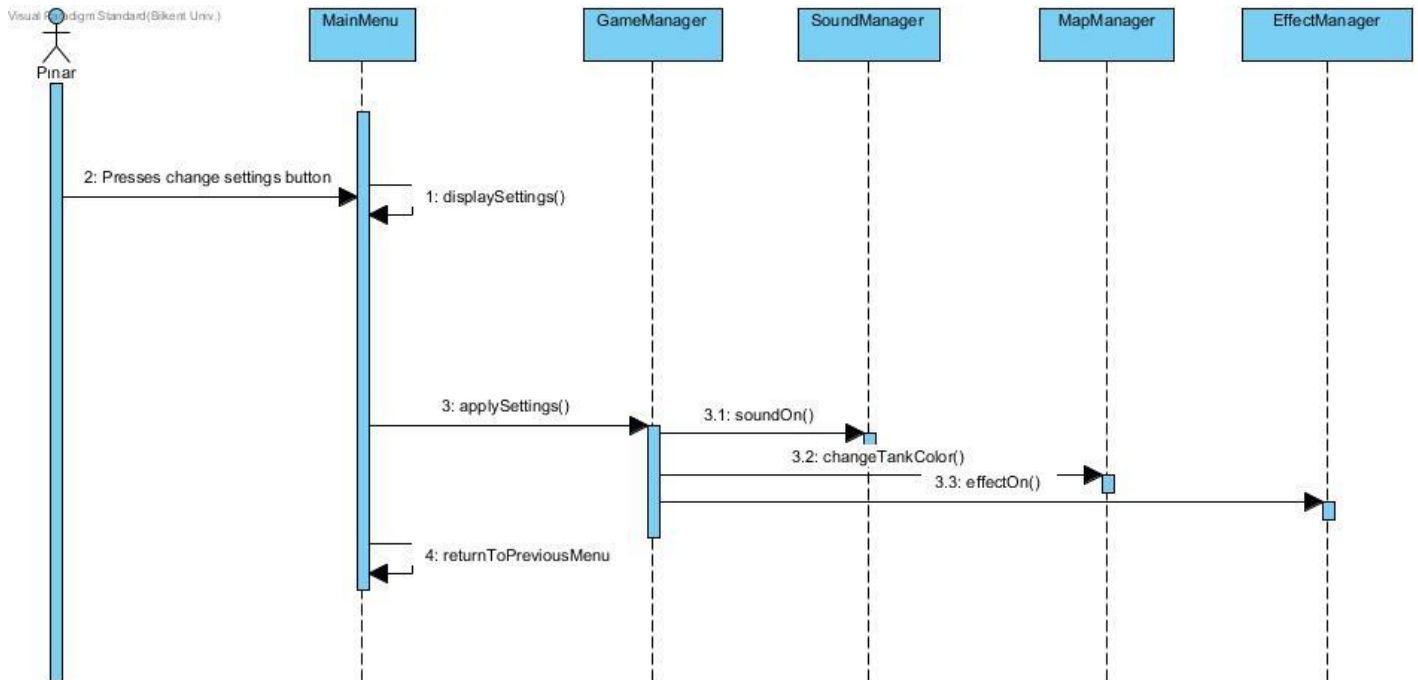 Visual Paradigm Standard(Bilkent Univ.)
MainMenu
GameManager
SoundManager
MapManager
EffectManager
Pınar
2: Presses change settings button
1: displaySettings()
3: applySettings()
3.1: soundOn()
3.2: changeTankColor()
3.3: effectOn()
4: returnToPreviousMenu